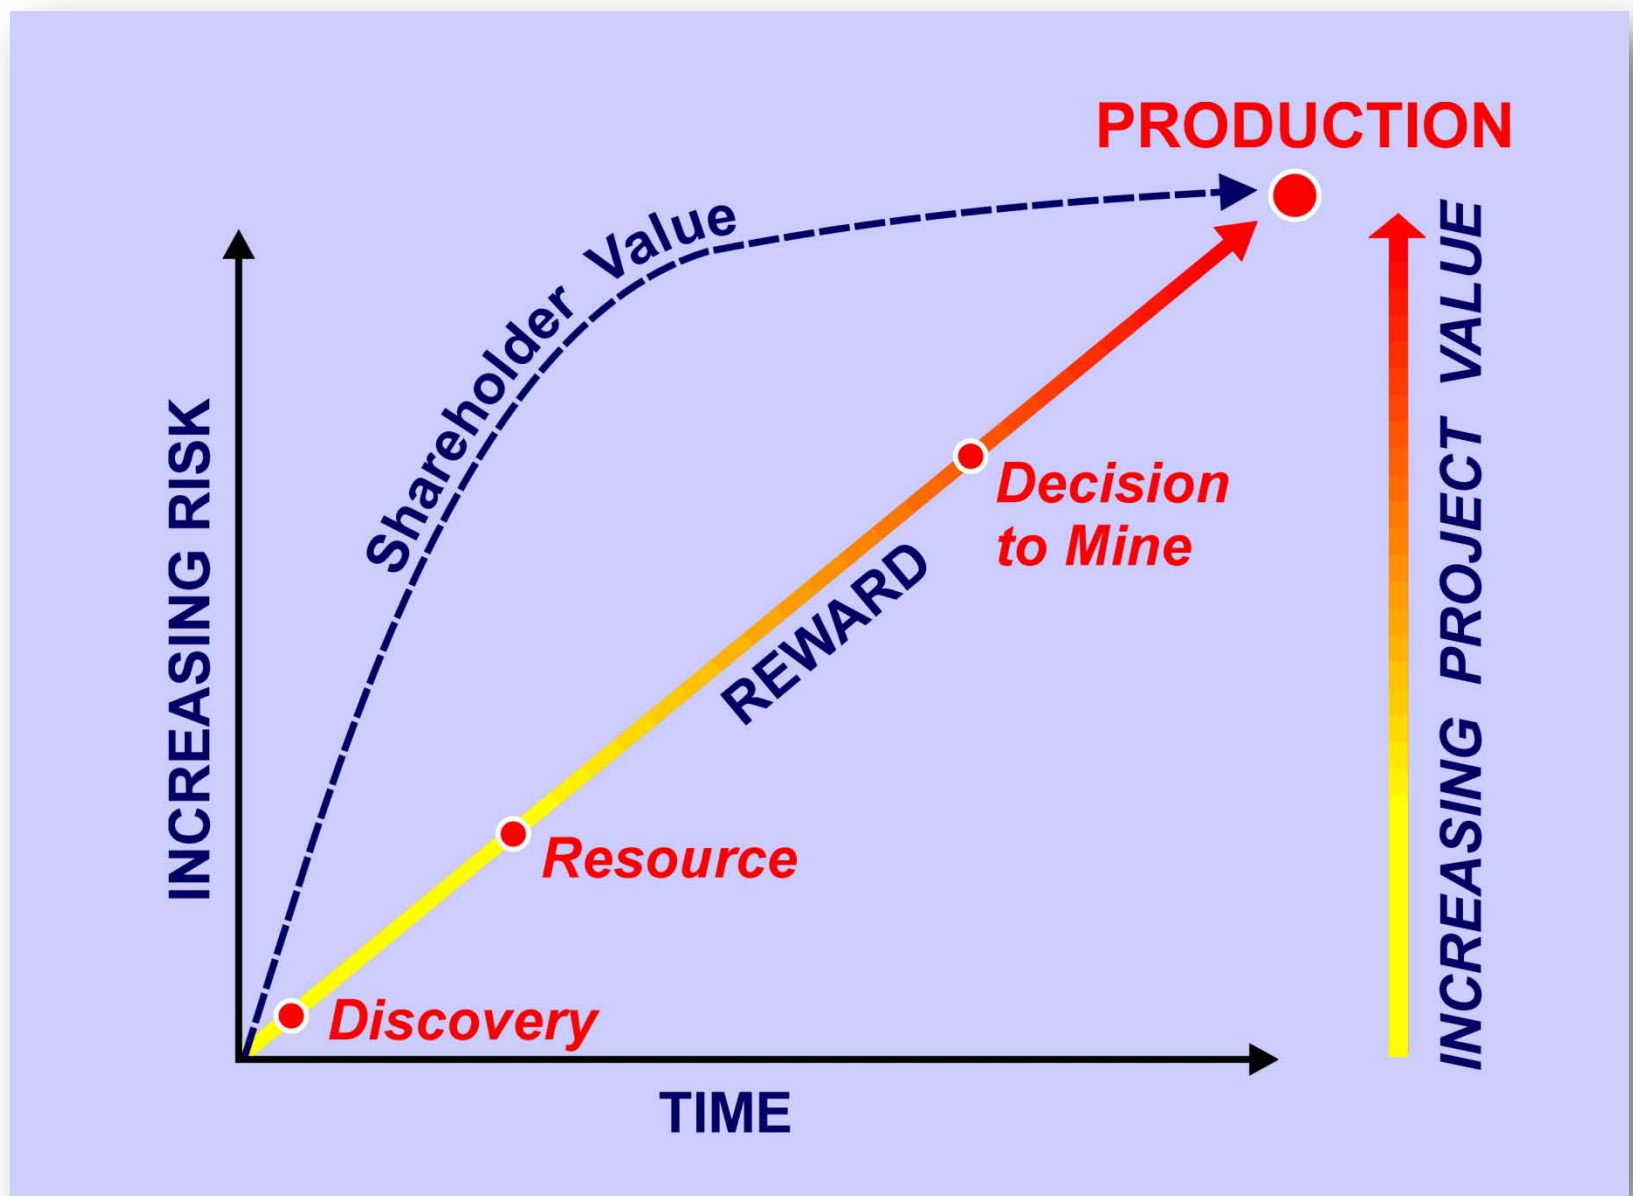 PRODUCTION
Shareholder Value
INCREASING RISK
INCREASING PROJECT VALUE
Decision
to Mine
REWARD
Resource
Discovery
TIME